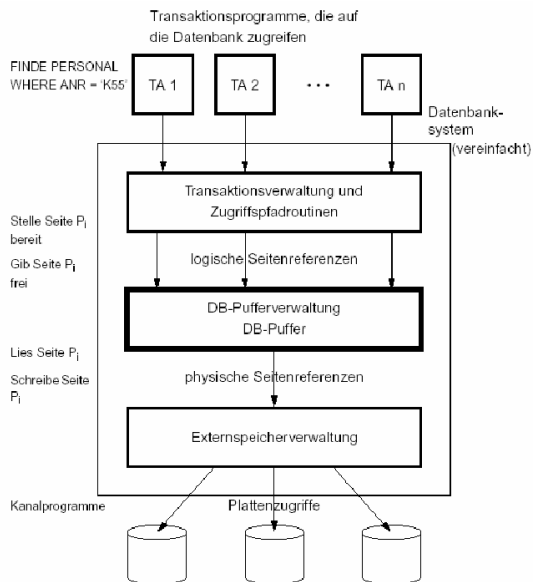 Transaktionsprogramme, die auf
die Datenbank zugreifen
FINDE PERSONAL
WHERE ANR = 'K55'
TA 1
TA 2
• • •
TA n
Datenbank-
system
(vereinfacht)
Transaktionsverwaltung und
Zugriffspfadroutinen
Stelle Seite Pi
bereit
Gib Seite Pi
frei
logische Seitenreferenzen
DB-Pufferverwaltung
DB-Puffer
Lies Seite Pi
Schreibe Seite
Pi
physische Seitenreferenzen
Externspeicherverwaltung
Kanalprogramme
Plattenzugriffe